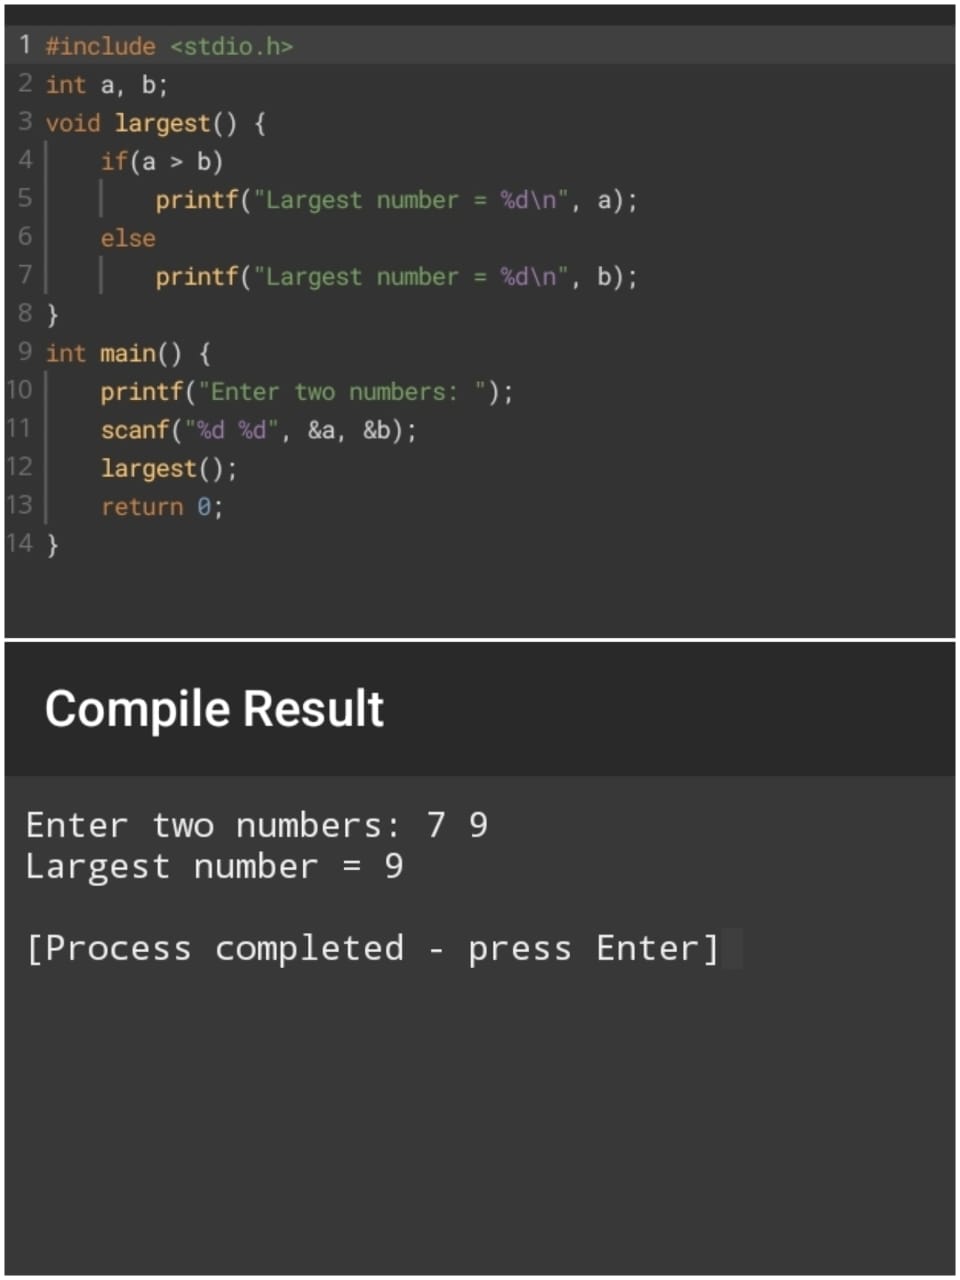 1 #include <stdio.h>
2 int a, b;
3 void largest() {
4     if(a > b)
5         printf("Largest number = %d\n", a);
6     else
7         printf("Largest number = %d\n", b);
8 }
9 int main() {
10     printf("Enter two numbers: ");
11     scanf("%d %d", &a, &b);
12     largest();
13     return 0;
14 }
Compile Result
Enter two numbers: 7 9
Largest number = 9
[Process completed - press Enter]